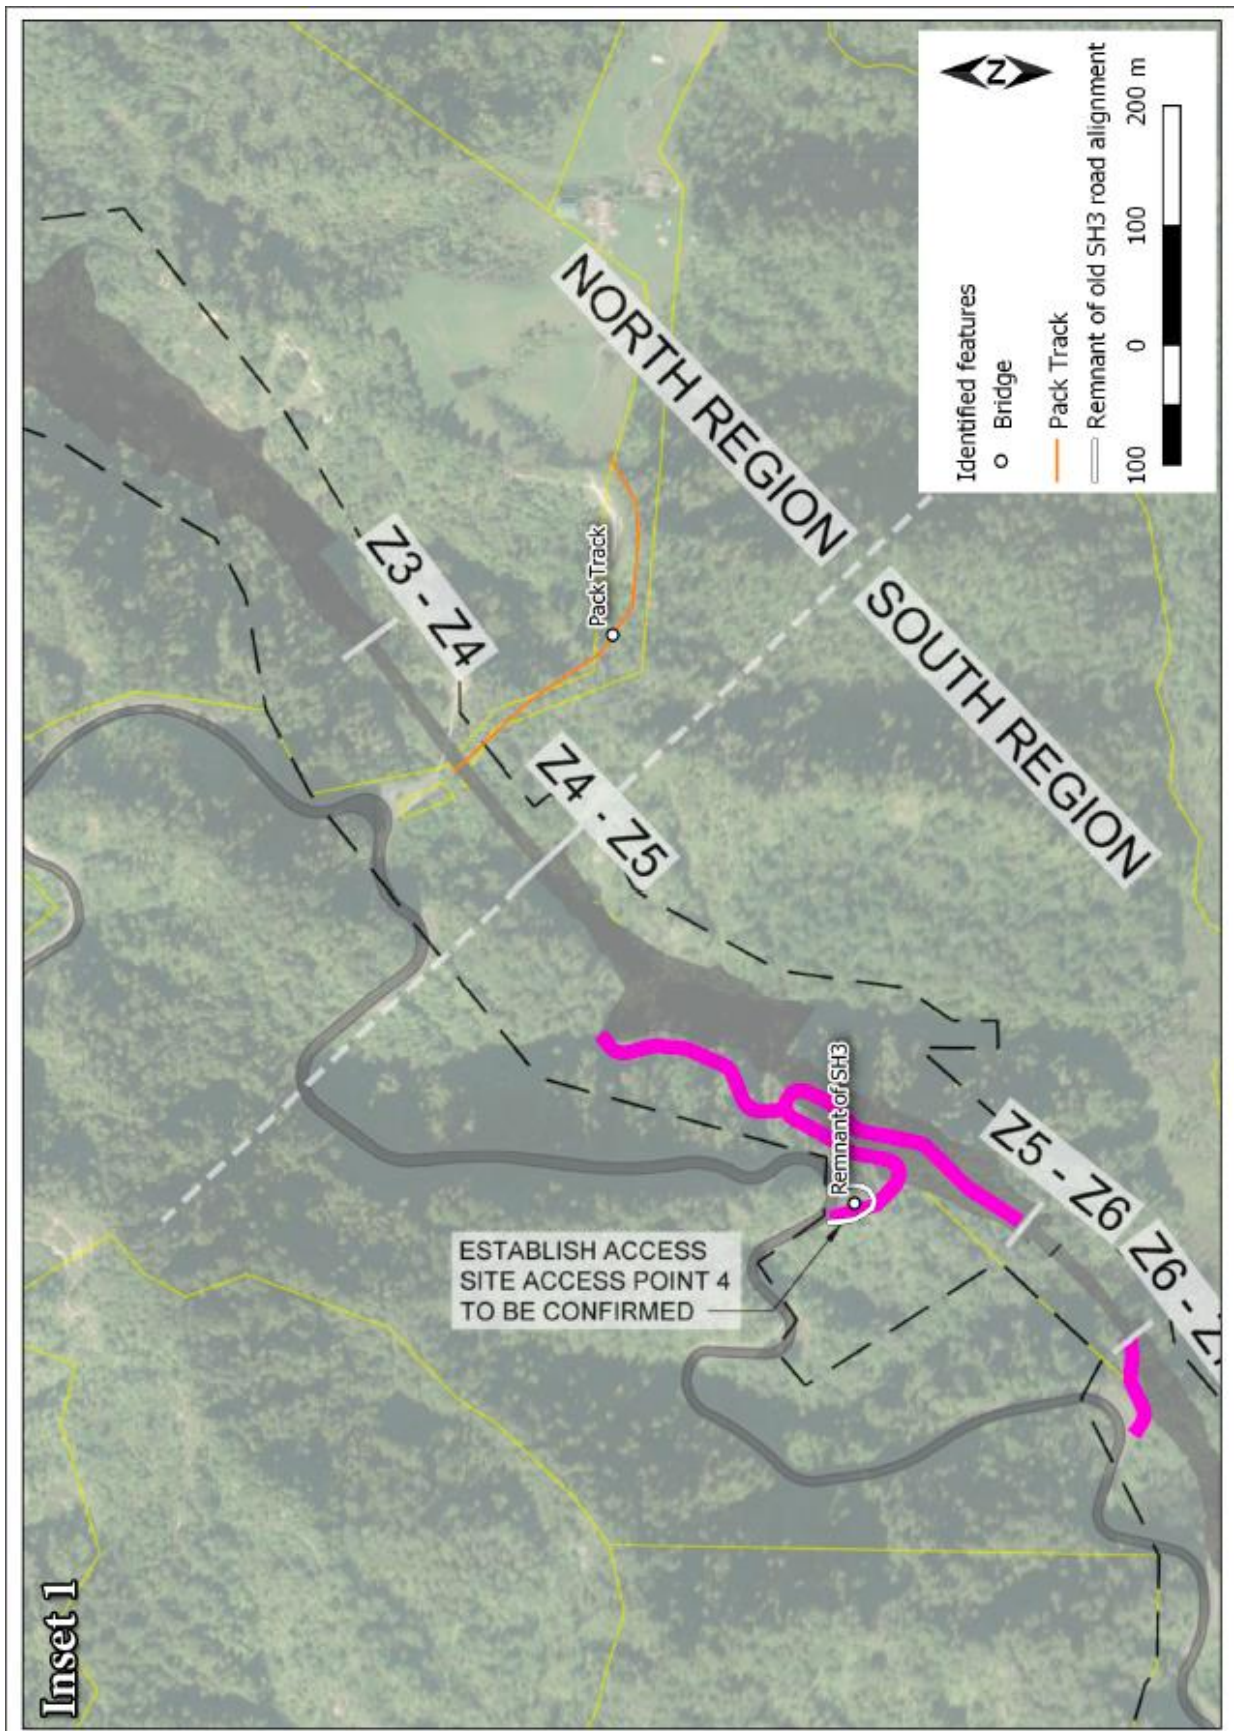 Inset 1
Z3 - Z4
Pack Track
NORTH REGION
Z4 - Z5
SOUTH REGION
Remnant of SH3
ESTABLISH ACCESS
SITE ACCESS POINT 4
TO BE CONFIRMED
Z5 - Z6
Z6 -
N
Identified features
Bridge
Pack Track
Remnant of old SH3 road alignment
100 0 100 200 m